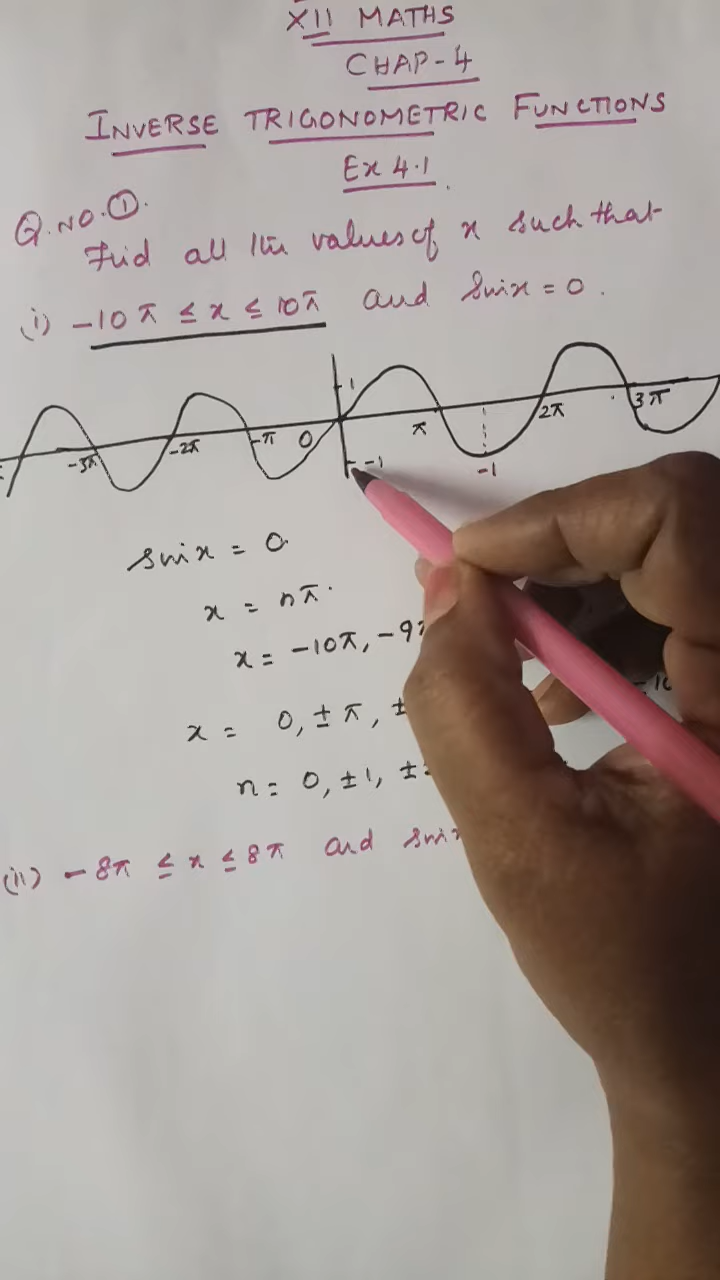 XII MATHS
CHAP-4
INVERSE TRIGONOMETRIC FUNCTIONS
Ex 4.1.
Q.NO.①.
Find all the values of x such that
(i) -10π ≤ x ≤ 10π and sinx = 0.
1
-3π -2π -π 0 π 2π 3π
-1 -1
sinx = 0.
x = nπ.
x = -10π, -9π
x = 0, ±π, ±
n = 0, ±1, ±
(ii) -8π ≤ x ≤ 8π and sinx